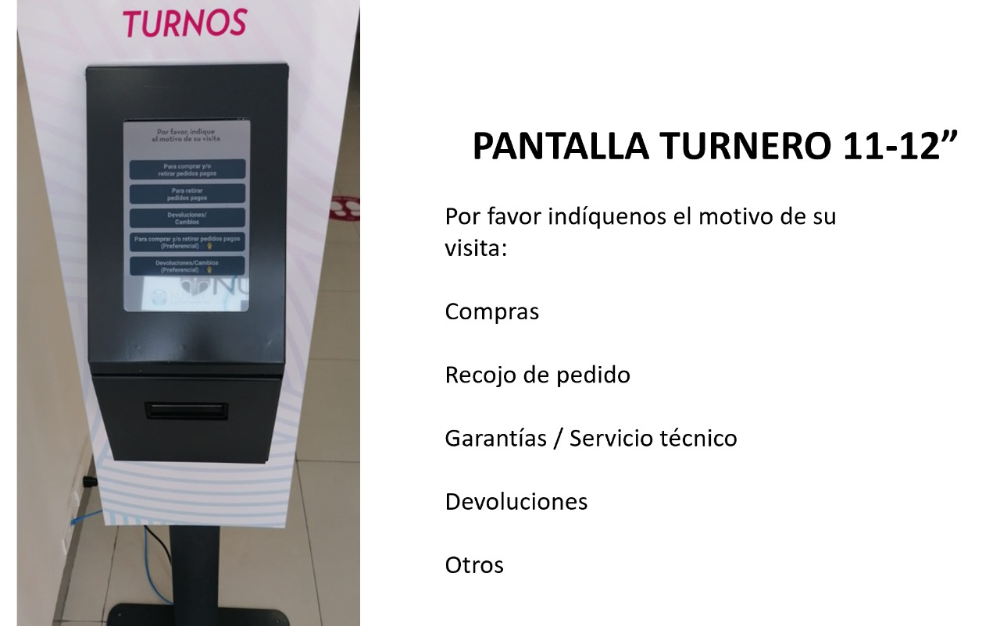 TURNOS
Por favor, indique
el motivo de su visita
Para comprar y/o
retirar pedidos pagos
Para retirar
pedidos pagos
Devoluciones/
Cambios
Para comprar y/o retirar pedidos pagos
(Preferencial)
Devoluciones/Cambios
(Preferencial)
PANTALLA TURNERO 11-12”
Por favor indíquenos el motivo de su
visita:
Compras
Recojo de pedido
Garantías / Servicio técnico
Devoluciones
Otros